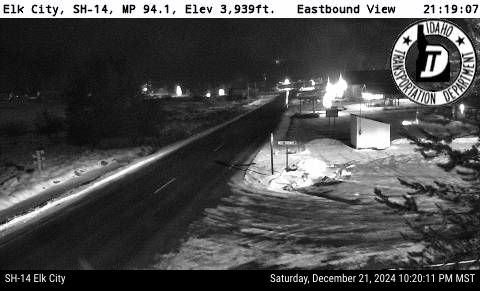 Elk City, SH-14, MP 94.1, Elev 3,939ft. Eastbound View 21:19:07
IDAHO
TRANSPORTATION DEPARTMENT
SH-14 Elk City Saturday, December 21, 2024 10:20:11 PM MST